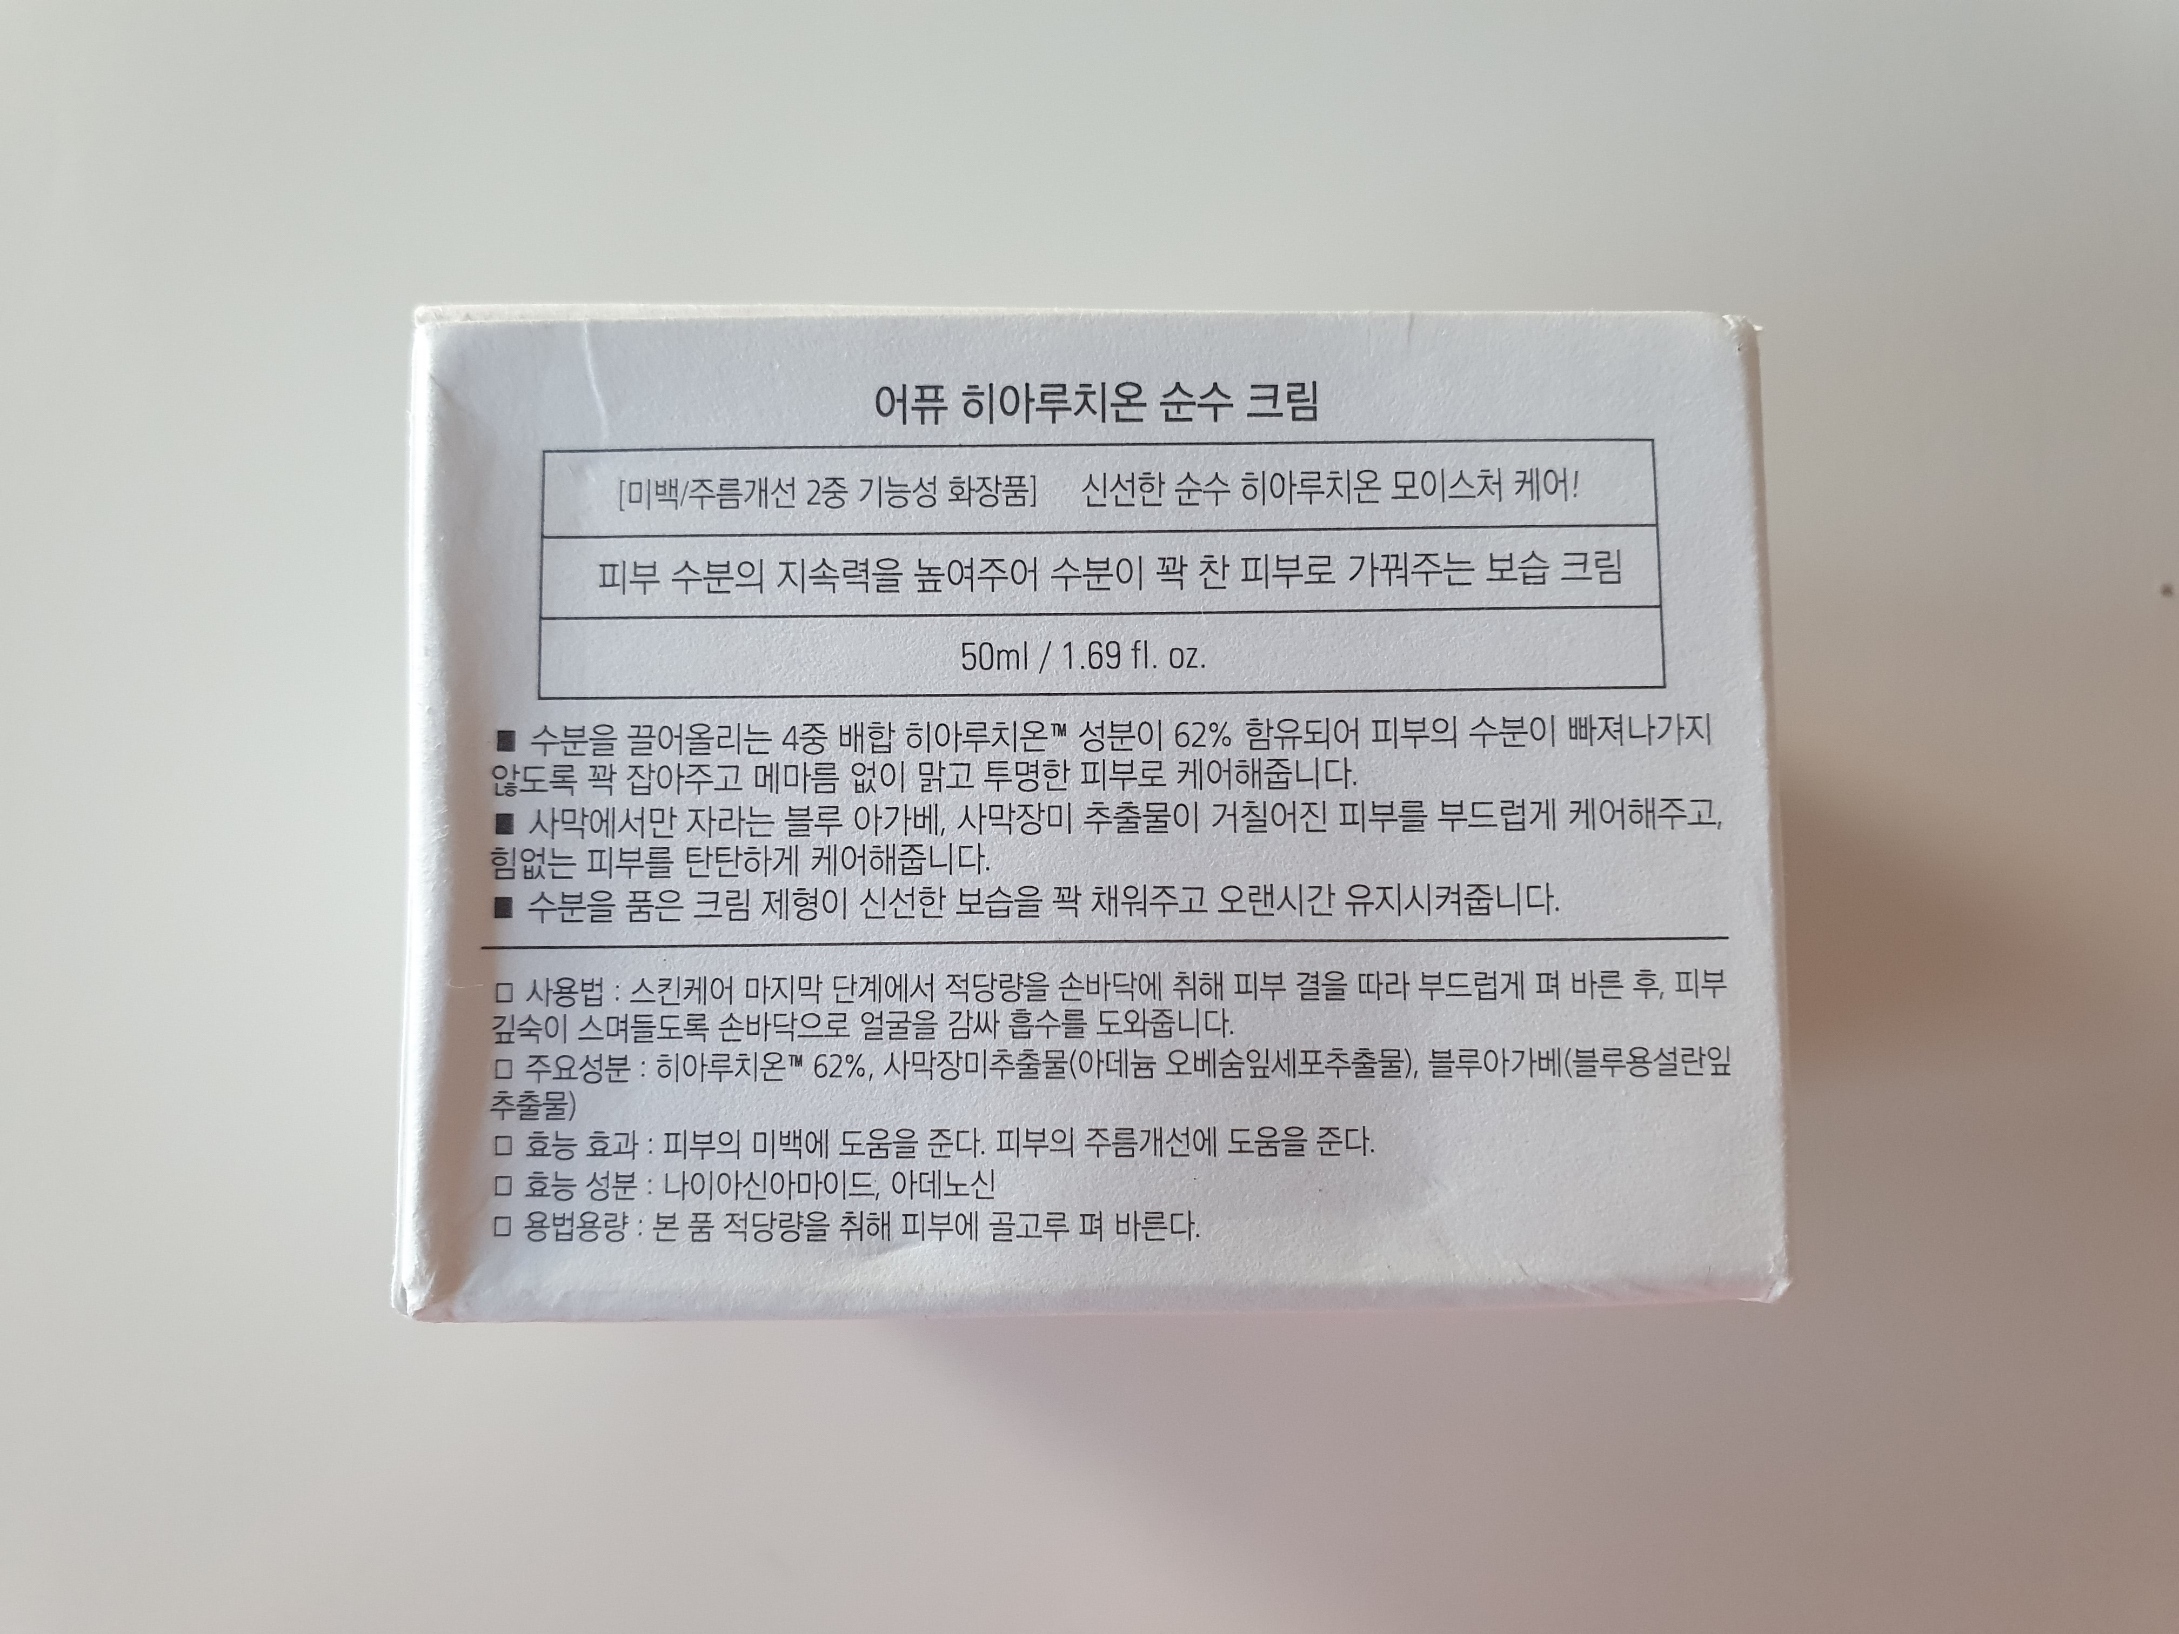 어퓨 히아루치온 순수 크림
[미백/주름개선 2중 기능성 화장품] 신선한 순수 히아루치온 모이스처 케어!
피부 수분의 지속력을 높여주어 수분이 꽉 찬 피부로 가꿔주는 보습 크림
50ml / 1.69 fl. oz.
■ 수분을 끌어올리는 4중 배합 히아루치온™ 성분이 62% 함유되어 피부의 수분이 빠져나가지
않도록 꽉 잡아주고 메마름 없이 맑고 투명한 피부로 케어해줍니다.
■ 사막에서만 자라는 블루 아가베, 사막장미 추출물이 거칠어진 피부를 부드럽게 케어해주고,
힘없는 피부를 탄탄하게 케어해줍니다.
■ 수분을 품은 크림 제형이 신선한 보습을 꽉 채워주고 오랜시간 유지시켜줍니다.
□ 사용법 : 스킨케어 마지막 단계에서 적당량을 손바닥에 취해 피부 결을 따라 부드럽게 펴 바른 후, 피부
깊숙이 스며들도록 손바닥으로 얼굴을 감싸 흡수를 도와줍니다.
□ 주요성분 : 히아루치온™ 62%, 사막장미추출물(아데늄 오베숨잎세포추출물), 블루아가베(블루용설란잎
추출물)
□ 효능 효과 : 피부의 미백에 도움을 준다. 피부의 주름개선에 도움을 준다.
□ 효능 성분 : 나이아신아마이드, 아데노신
□ 용법용량 : 본 품 적당량을 취해 피부에 골고루 펴 바른다.